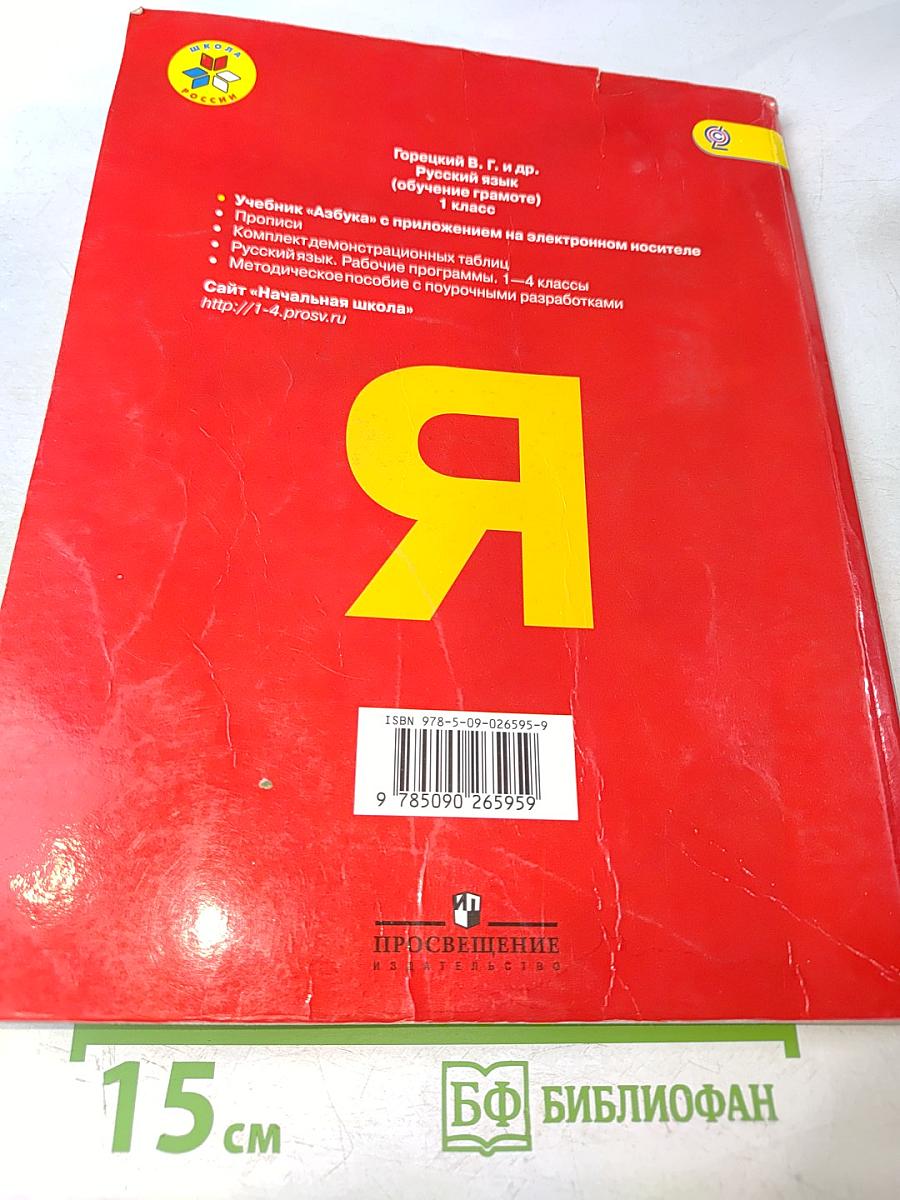 ШКОЛА
РОССИИ
Горецкий В. Г. и др.
Русский язык
(обучение грамоте)
1 класс
• Учебник «Азбука» с приложением на электронном носителе
• Прописи
• Комплект демонстрационных таблиц
• Русский язык. Рабочие программы. 1—4 классы
• Методическое пособие с поурочными разработками
Сайт «Начальная школа»
http://1-4.prosv.ru
Я
ISBN 978-5-09-026595-9
9 785090 265959
ИП
ПРОСВЕЩЕНИЕ
ИЗДАТЕЛЬСТВО
15 см
БФ БИБЛИОФАН